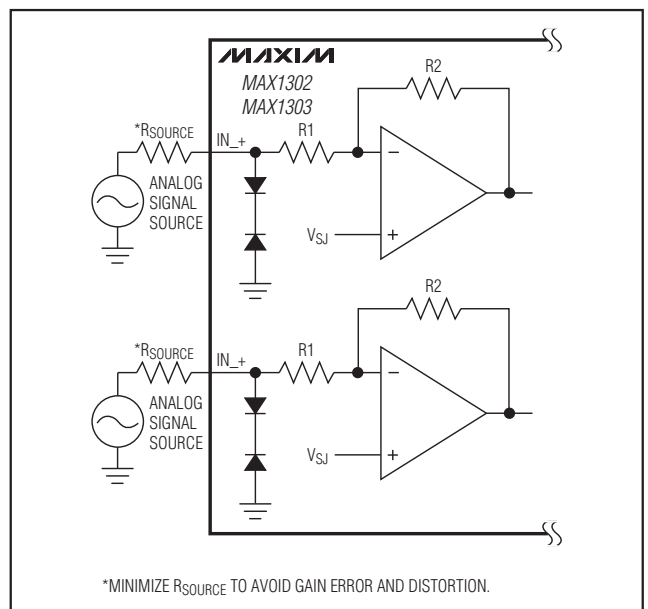 MAXIM
MAX1302
MAX1303
R2
*RSOURCE
IN_+
R1
−
ANALOG
SIGNAL
SOURCE
VSJ
+
R2
*RSOURCE
IN_+
R1
−
ANALOG
SIGNAL
SOURCE
VSJ
+
*MINIMIZE RSOURCE TO AVOID GAIN ERROR AND DISTORTION.